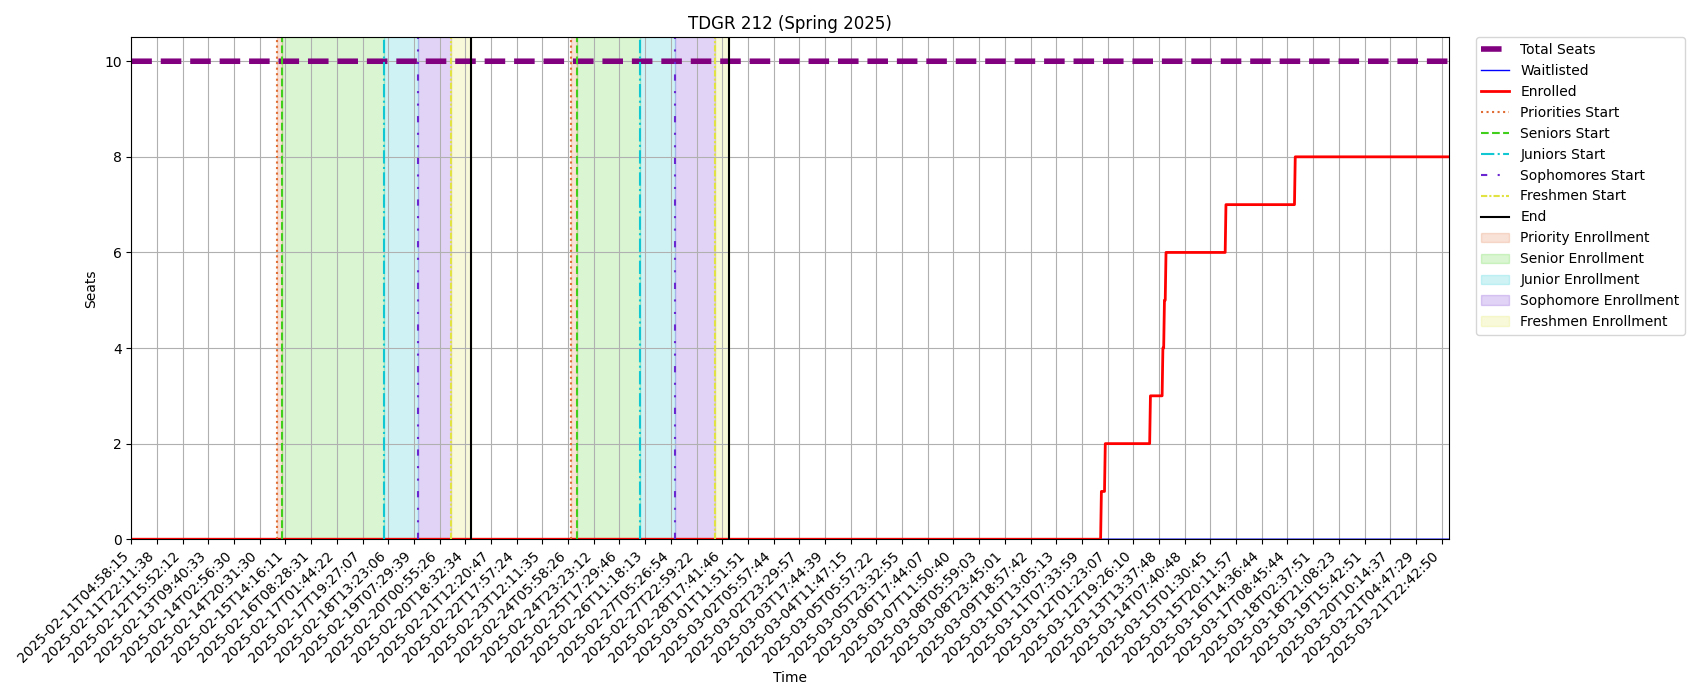 TDGR 212 (Spring 2025)
10
8
6
4
2
0
Seats
2025-02-11T04:58:15
2025-02-11T22:11:38
2025-02-12T15:52:12
2025-02-13T09:40:33
2025-02-14T02:56:30
2025-02-14T20:31:30
2025-02-15T14:16:11
2025-02-16T08:28:31
2025-02-17T01:44:22
2025-02-17T19:27:07
2025-02-18T13:23:06
2025-02-19T07:29:39
2025-02-20T00:55:26
2025-02-20T18:32:34
2025-02-21T12:20:47
2025-02-22T17:57:24
2025-02-23T12:11:35
2025-02-24T05:58:26
2025-02-24T23:23:12
2025-02-25T17:29:46
2025-02-26T11:18:13
2025-02-27T05:26:54
2025-02-27T22:59:22
2025-02-28T17:41:46
2025-03-01T11:51:51
2025-03-02T05:57:44
2025-03-02T23:29:57
2025-03-03T17:44:39
2025-03-04T11:47:15
2025-03-05T05:57:22
2025-03-05T23:32:55
2025-03-06T17:44:07
2025-03-07T11:50:40
2025-03-08T05:59:03
2025-03-08T23:45:01
2025-03-09T18:57:42
2025-03-10T13:05:13
2025-03-11T07:33:59
2025-03-12T01:23:07
2025-03-12T19:26:10
2025-03-13T13:37:48
2025-03-14T07:40:48
2025-03-15T01:30:45
2025-03-15T20:11:57
2025-03-16T14:36:44
2025-03-17T08:45:44
2025-03-18T02:37:51
2025-03-18T21:08:23
2025-03-19T15:42:51
2025-03-20T10:14:37
2025-03-21T04:47:29
2025-03-21T22:42:50
Time
Total Seats
Waitlisted
Enrolled
Priorities Start
Seniors Start
Juniors Start
Sophomores Start
Freshmen Start
End
Priority Enrollment
Senior Enrollment
Junior Enrollment
Sophomore Enrollment
Freshmen Enrollment